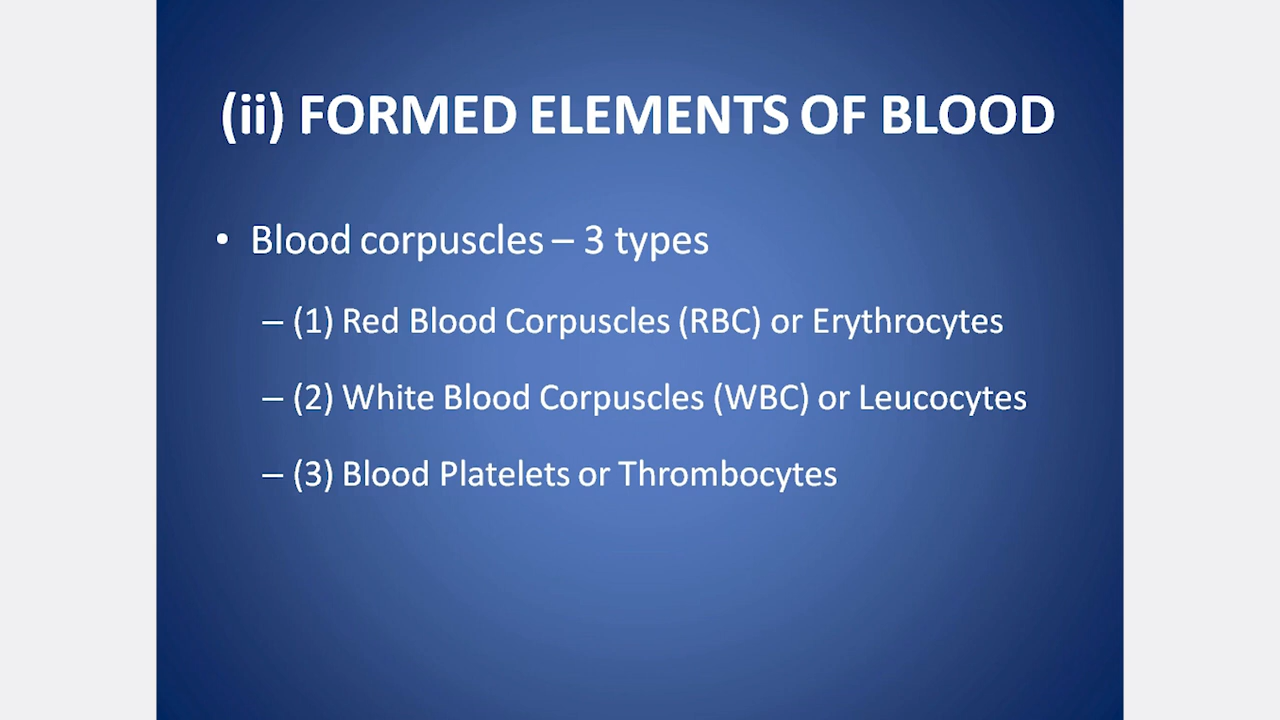 (ii) FORMED ELEMENTS OF BLOOD
• Blood corpuscles – 3 types
– (1) Red Blood Corpuscles (RBC) or Erythrocytes
– (2) White Blood Corpuscles (WBC) or Leucocytes
– (3) Blood Platelets or Thrombocytes